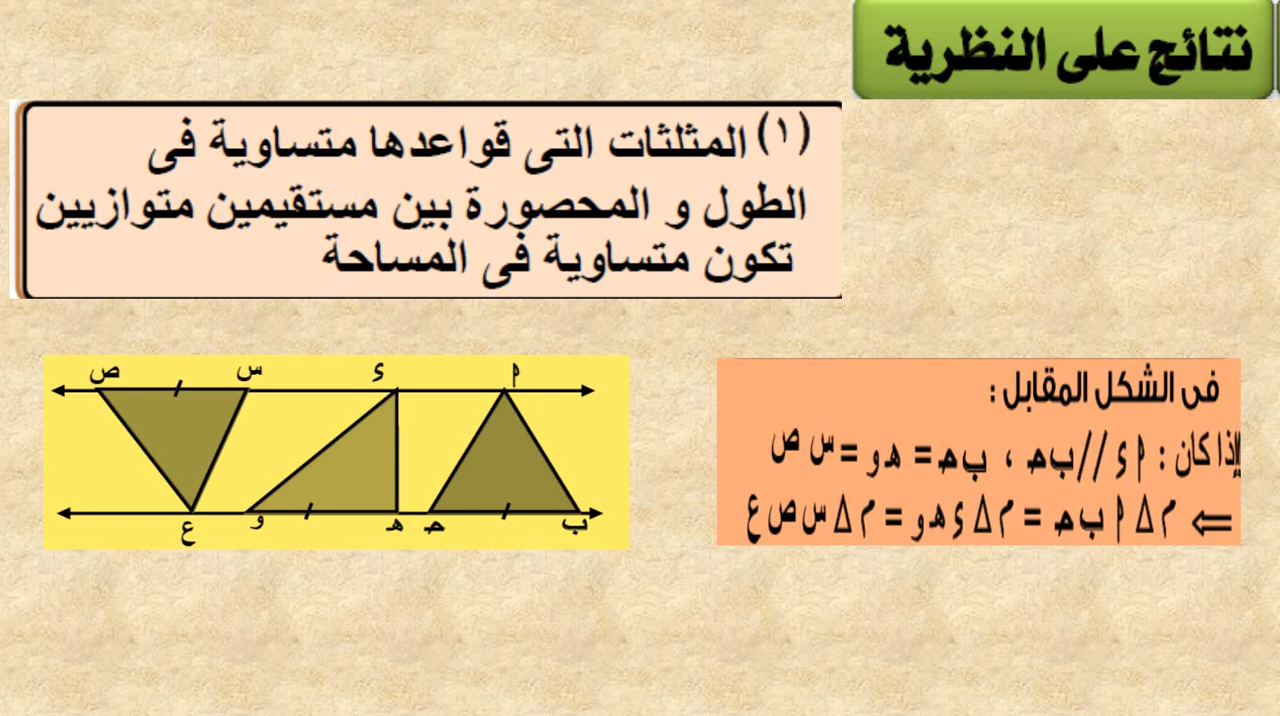 نتائج على النظرية
(١) المثلثات التى قواعدها متساوية فى
الطول و المحصورة بين مستقيمين متوازيين
تكون متساوية فى المساحة
فى الشكل المقابل :
إذا كان : م ء // ب حـ ، ب حـ = هـ و = س ص
⇐ م Δ م ب حـ = م Δ ء هـ و = م Δ س ص ع
م
ء
س
ص
ب
حـ
هـ
و
ع